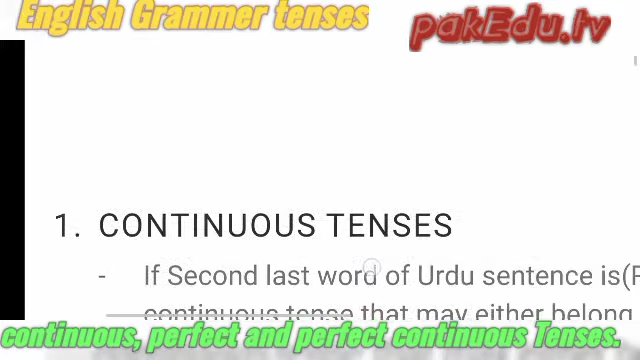 English Grammer tenses
pakEdu.tv
1. CONTINUOUS TENSES
- If Second last word of Urdu sentence is(
continuous tense that may either belong
continuous, perfect and perfect continuous Tenses.